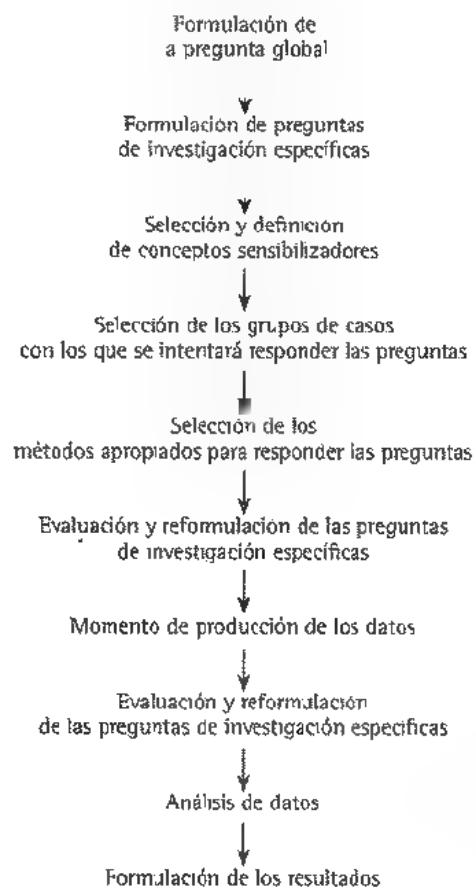 Formulación de
a pregunta global
Formulación de preguntas
de investigación específicas
Selección y definición
de conceptos sensibilizadores
Selección de los grupos de casos
con los que se intentará responder las preguntas
Selección de los
métodos apropiados para responder las preguntas
Evaluación y reformulación de las preguntas
de investigación específicas
Momento de producción de los datos
Evaluación y reformulación
de las preguntas de investigación específicas
Análisis de datos
Formulación de los resultados